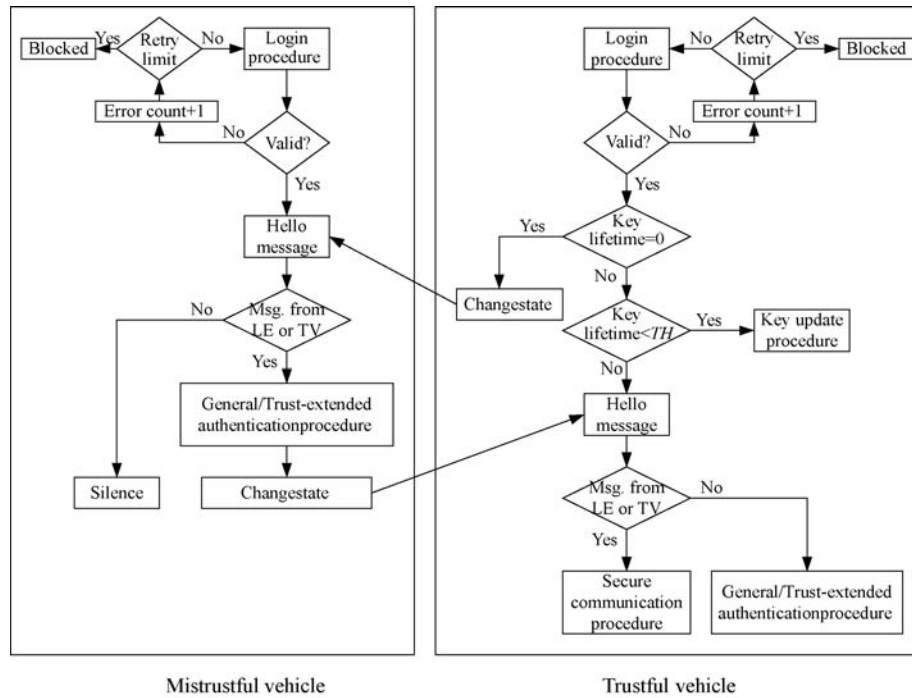 Blocked
Yes
Retry
limit
No
Login
procedure
Error count+1
No
Valid?
Yes
Hello
message
No
Msg. from
LE or TV
Yes
General/Trust-extended
authenticationprocedure
Silence
Changestate
Mistrustful vehicle
Login
procedure
No
Retry
limit
Yes
Blocked
Error count+1
Valid?
No
Yes
Yes
Key
lifetime=0
No
Changestate
Key
lifetime<TH
Yes
Key update
procedure
No
Hello
message
Msg. from
LE or TV
No
Yes
Secure
communication
procedure
General/Trust-extended
authenticationprocedure
Trustful vehicle